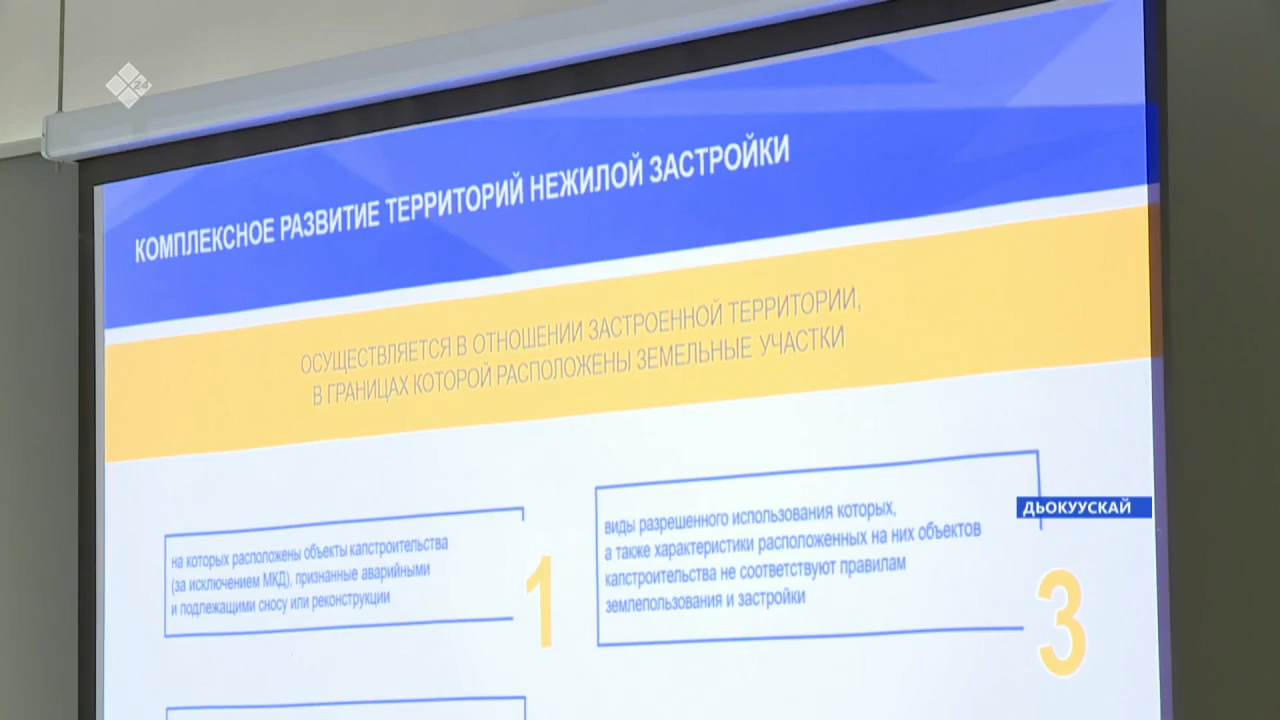 24
КОМПЛЕКСНОЕ РАЗВИТИЕ ТЕРРИТОРИЙ НЕЖИЛОЙ ЗАСТРОЙКИ
ОСУЩЕСТВЛЯЕТСЯ В ОТНОШЕНИИ ЗАСТРОЕННОЙ ТЕРРИТОРИИ,
В ГРАНИЦАХ КОТОРОЙ РАСПОЛОЖЕНЫ ЗЕМЕЛЬНЫЕ УЧАСТКИ
на которых расположены объекты капстроительства
(за исключением МКД), признанные аварийными
и подлежащими сносу или реконструкции
1
виды разрешенного использования которых,
а также характеристики расположенных на них объектов
капстроительства не соответствуют правилам
землепользования и застройки
3
ДЬОКУУСКАЙ